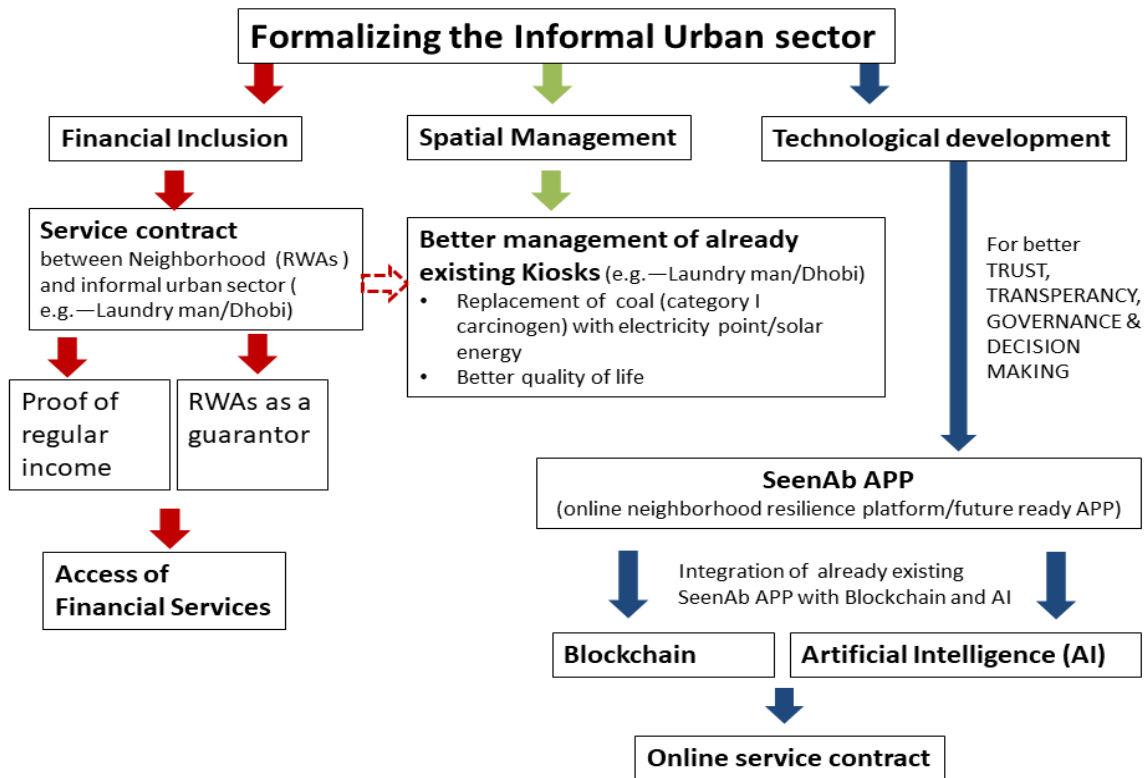 Formalizing the Informal Urban sector
Financial Inclusion
Spatial Management
Technological development
Service contract
between Neighborhood (RWAs )
and informal urban sector (
e.g.—Laundry man/Dhobi)
Better management of already
existing Kiosks (e.g.—Laundry man/Dhobi)
• Replacement of coal (category I
carcinogen) with electricity point/solar
energy
• Better quality of life
For better
TRUST,
TRANSPERANCY,
GOVERNANCE &
DECISION
MAKING
Proof of
regular
income
RWAs as a
guarantor
SeenAb APP
(online neighborhood resilience platform/future ready APP)
Access of
Financial Services
Integration of already existing
SeenAb APP with Blockchain and AI
Blockchain
Artificial Intelligence (AI)
Online service contract